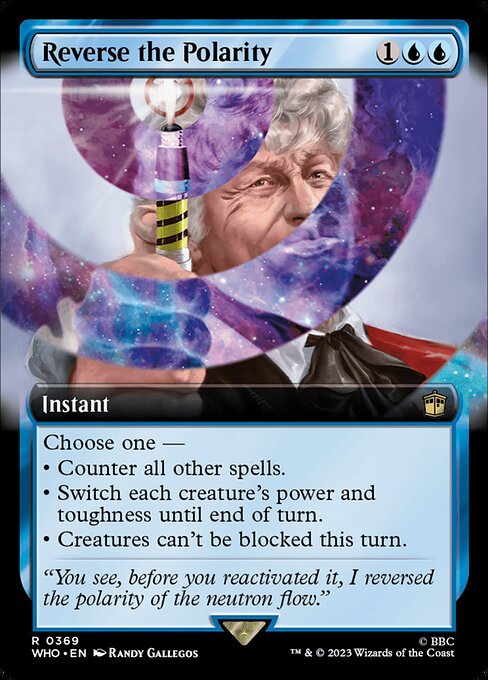 Reverse the Polarity 1
Instant
Choose one —
• Counter all other spells.
• Switch each creature's power and
toughness until end of turn.
• Creatures can't be blocked this turn.
“You see, before you reactivated it, I reversed
the polarity of the neutron flow.”
R 0369
WHO • EN Randy Gallegos
© BBC
™ & © 2023 Wizards of the Coast